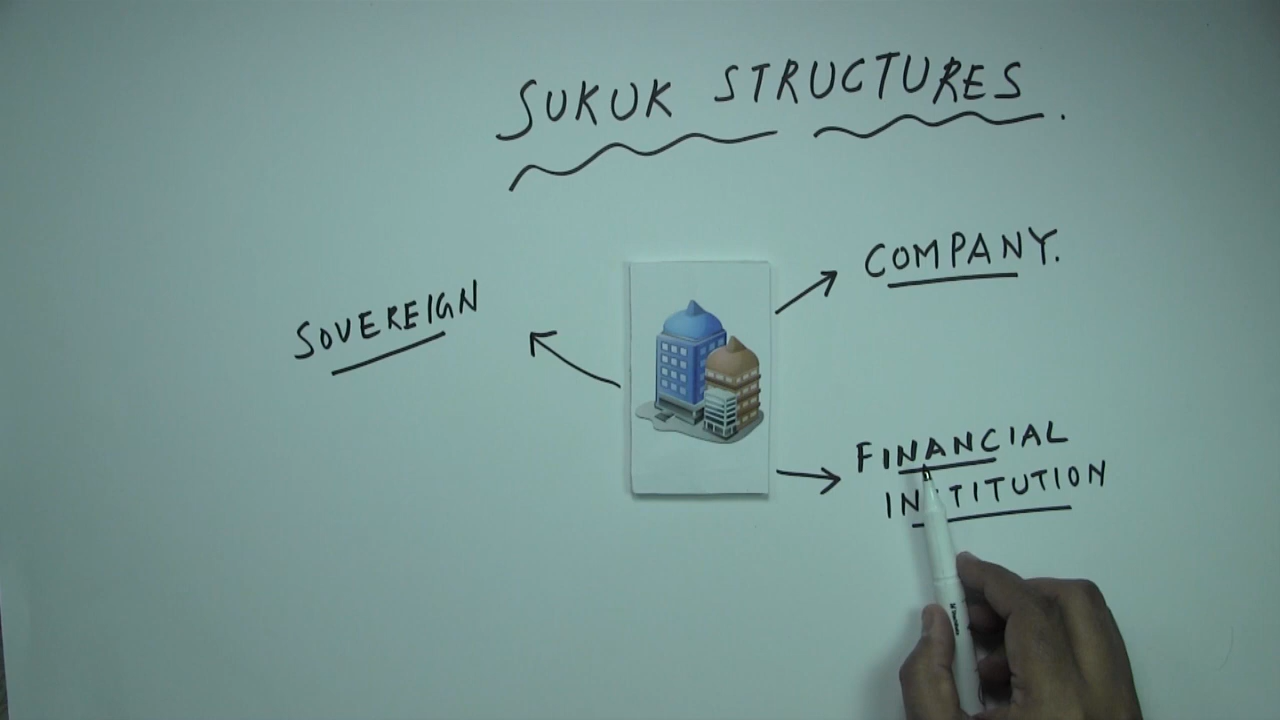 SUKUK STRUCTURES.
COMPANY.
SOVEREIGN
FINANCIAL
INSTITUTION